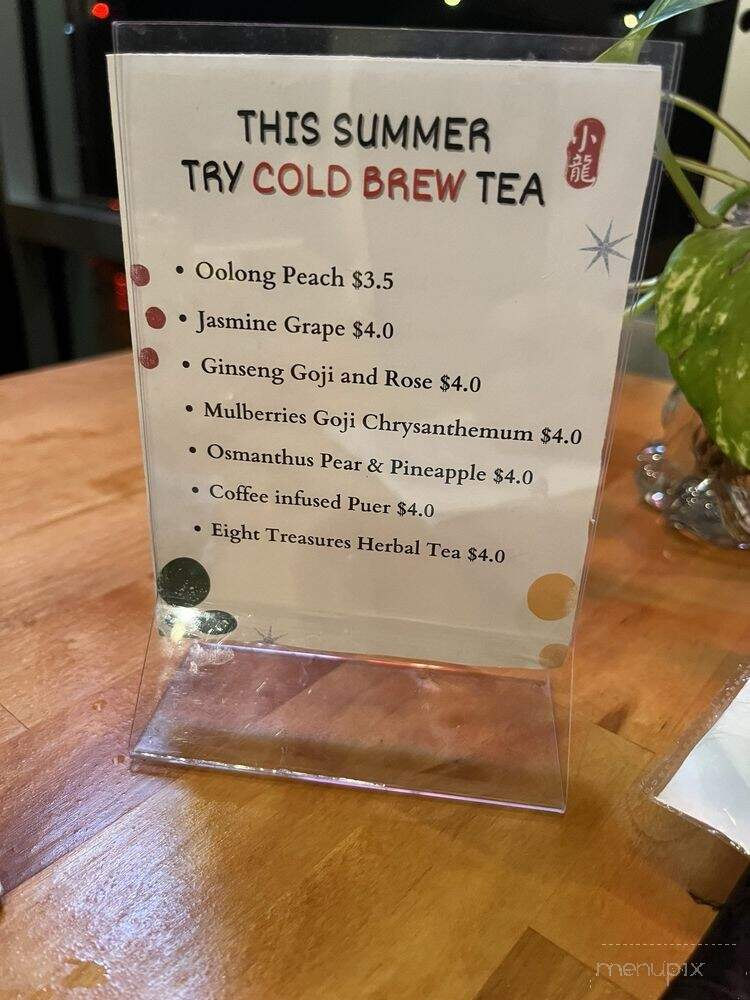 THIS SUMMER
TRY COLD BREW TEA
小
龍
• Oolong Peach $3.5
• Jasmine Grape $4.0
• Ginseng Goji and Rose $4.0
• Mulberries Goji Chrysanthemum $4.0
• Osmanthus Pear & Pineapple $4.0
• Coffee infused Puer $4.0
• Eight Treasures Herbal Tea $4.0
menupix